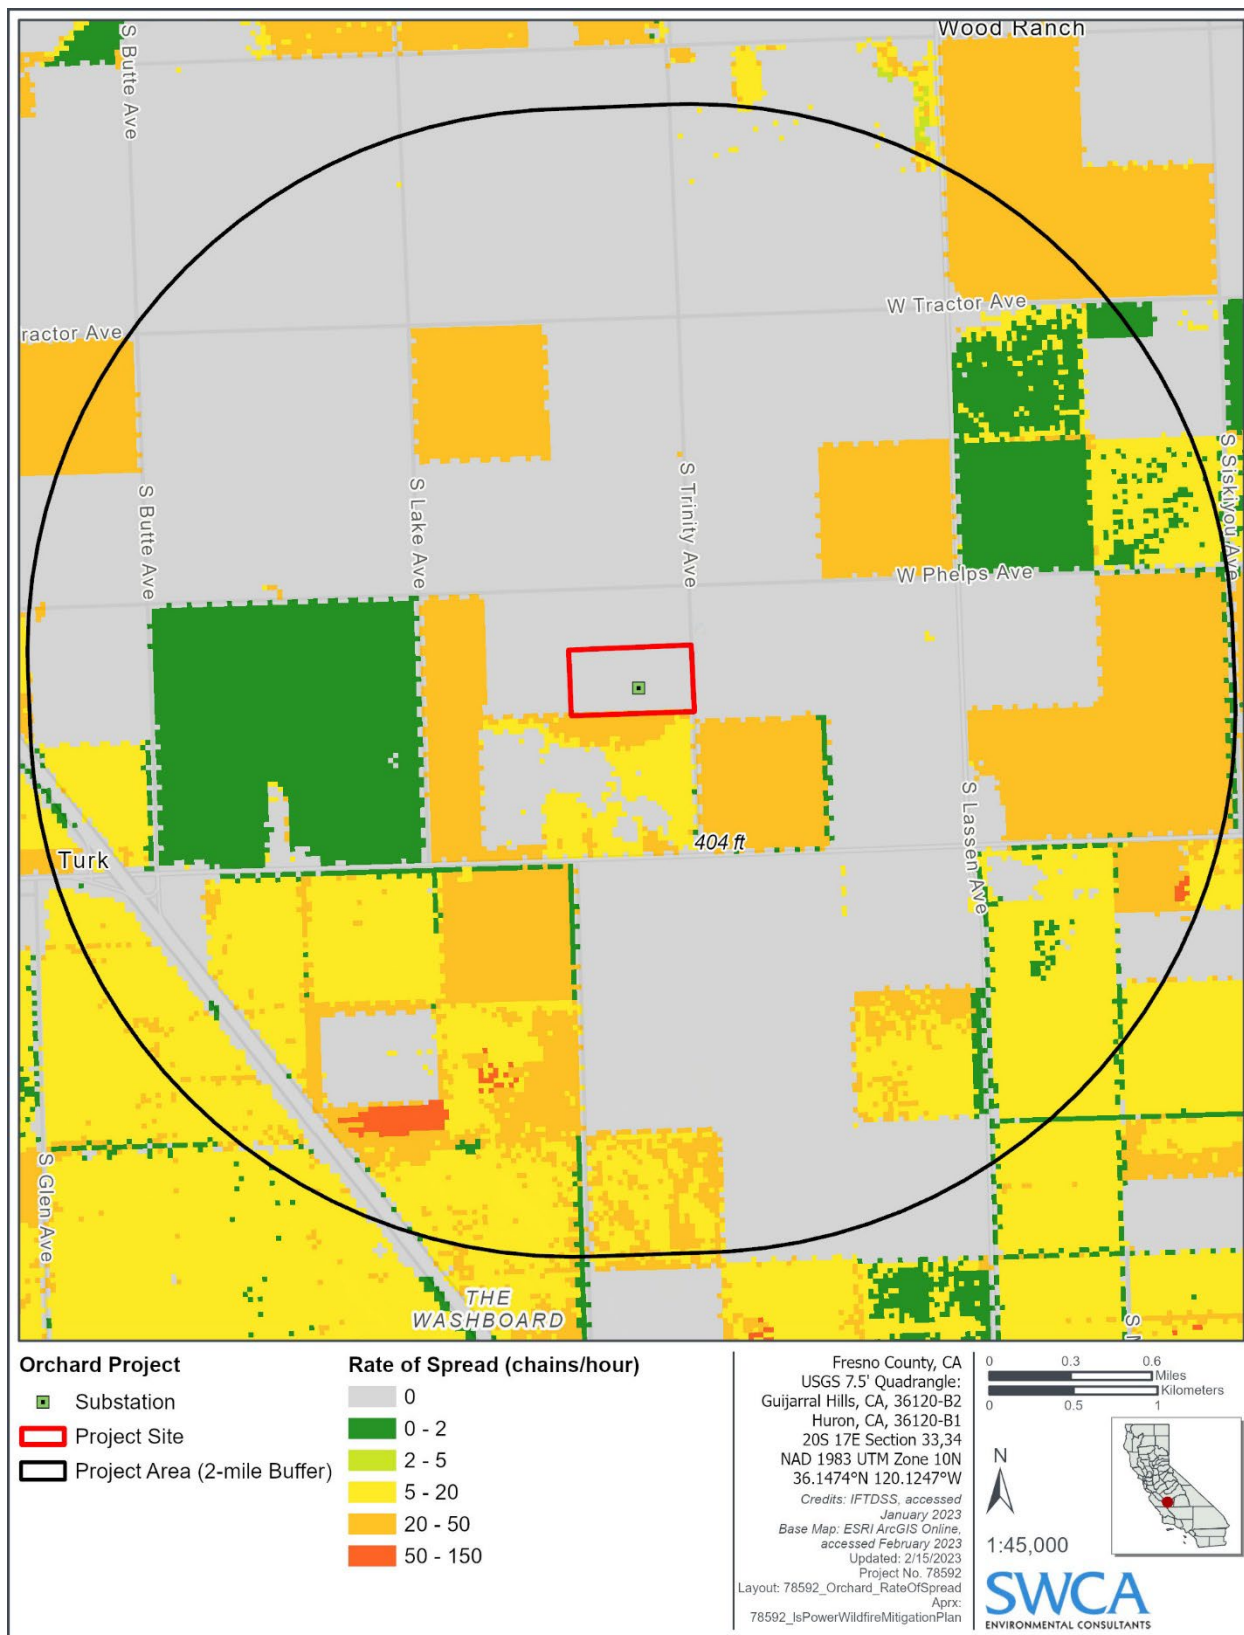 Wood Ranch
S Butte Ave
W Tractor Ave
ractor Ave
S Butte Ave
S Lake Ave
S Trinity Ave
S Siskiyou Ave
W Phelps Ave
S Lassen Ave
404 ft
Turk
S Glen Ave
THE
WASHBOARD
S N
Orchard Project
Substation
Project Site
Project Area (2-mile Buffer)
Rate of Spread (chains/hour)
0
0 - 2
2 - 5
5 - 20
20 - 50
50 - 150
Fresno County, CA
USGS 7.5' Quadrangle:
Guijarral Hills, CA, 36120-B2
Huron, CA, 36120-B1
20S 17E Section 33,34
NAD 1983 UTM Zone 10N
36.1474°N 120.1247°W
Credits: IFTDSS, accessed
January 2023
Base Map: ESRI ArcGIS Online,
accessed February 2023
Updated: 2/15/2023
Project No. 78592
Layout: 78592_Orchard_RateOfSpread
Aprx:
78592_IsPowerWildfireMitigationPlan
0 0.3 0.6
Miles
Kilometers
0 0.5 1
N
1:45,000
SWCA
ENVIRONMENTAL CONSULTANTS